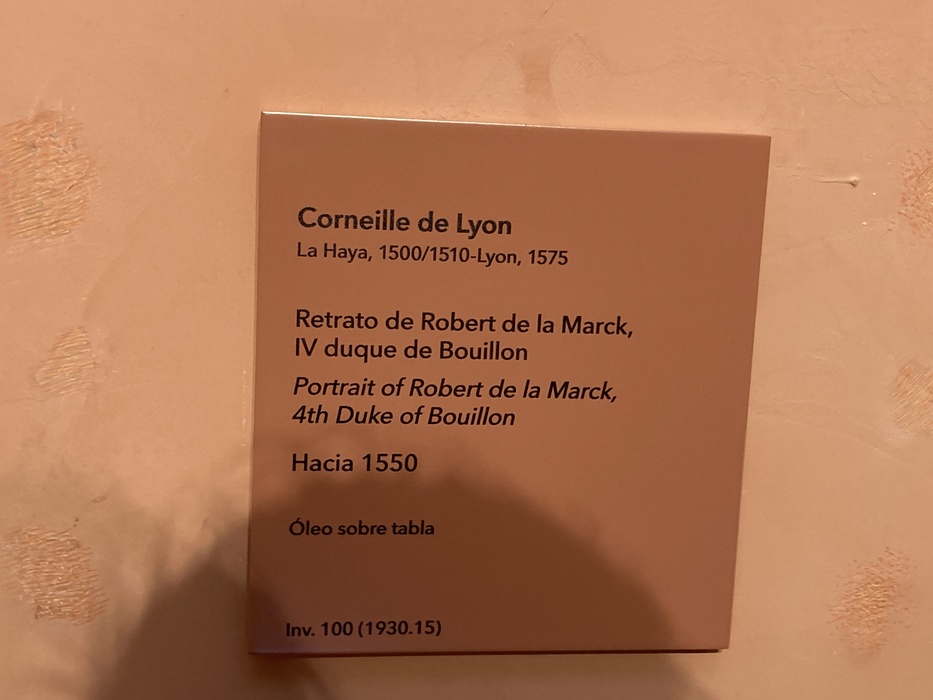 Corneille de Lyon
La Haya, 1500/1510-Lyon, 1575
Retrato de Robert de la Marck,
IV duque de Bouillon
Portrait of Robert de la Marck,
4th Duke of Bouillon
Hacia 1550
Óleo sobre tabla
Inv. 100 (1930.15)